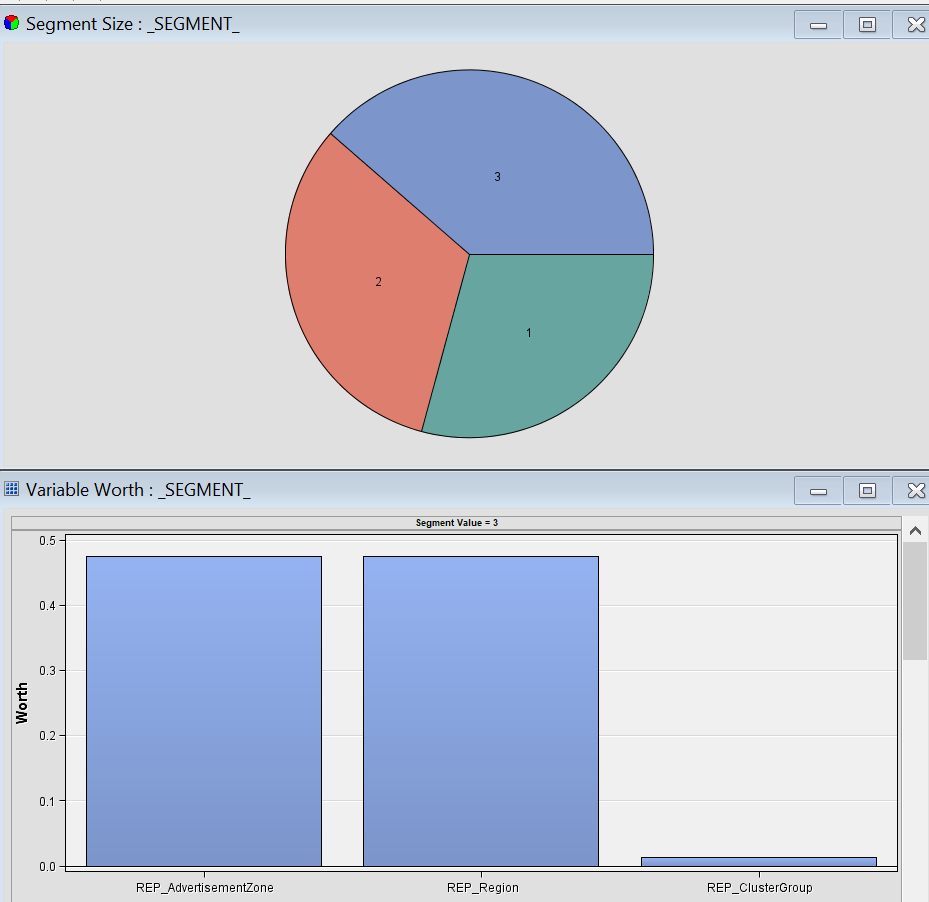 Segment Size : _SEGMENT_
3
2
1
Variable Worth : _SEGMENT_
Segment Value = 3
0.5
0.4
0.3
0.2
0.1
0.0
Worth
REP_AdvertisementZone
REP_Region
REP_ClusterGroup